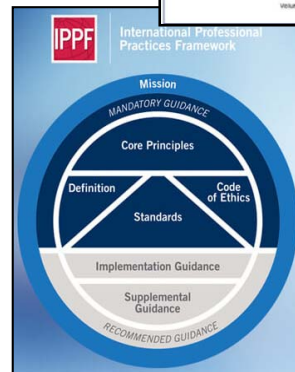 IPPF
International Professional
Practices Framework
Mission
MANDATORY GUIDANCE
Core Principles
Definition
Code
of Ethics
Standards
Implementation Guidance
Supplemental
Guidance
RECOMMENDED GUIDANCE